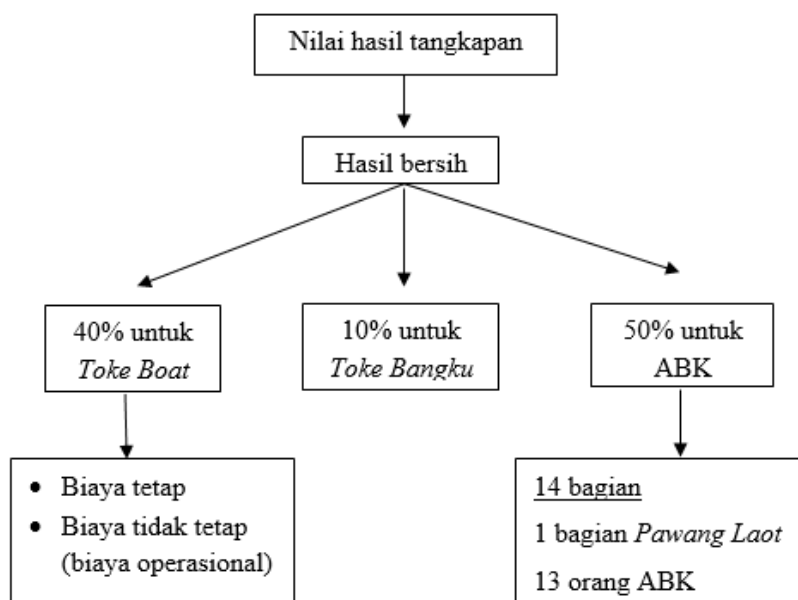 Nilai hasil tangkapan
Hasil bersih
40% untuk
Toke Boat
10% untuk
Toke Bangku
50% untuk
ABK
• Biaya tetap
• Biaya tidak tetap
(biaya operasional)
14 bagian
1 bagian Pawang Laot
13 orang ABK